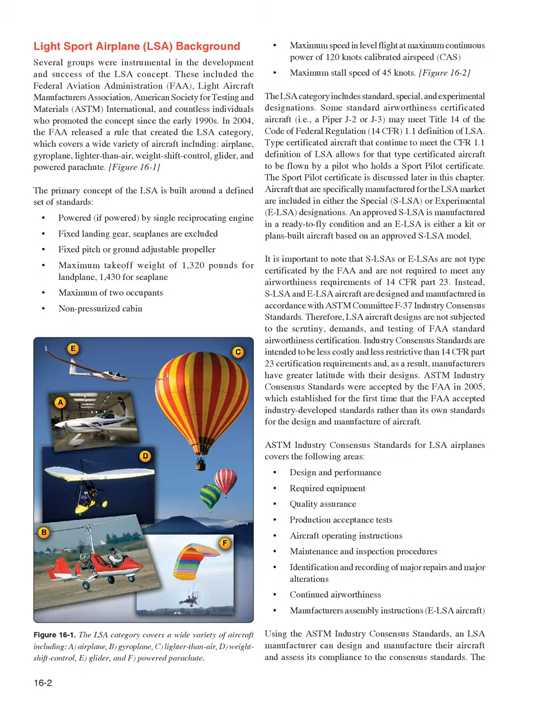 Light Sport Airplane (LSA) Background
Several groups were instrumental in the development
and success of the LSA concept. These included the
Federal Aviation Administration (FAA), Light Aircraft
Manufacturers Association, American Society for Testing and
Materials (ASTM) International, and countless individuals
who promoted the concept since the early 1990s. In 2004,
the FAA released a rule that created the LSA category,
which covers a wide variety of aircraft including: airplane,
gyroplane, lighter-than-air, weight-shift-control, glider, and
powered parachute. [Figure 16-1]
The primary concept of the LSA is built around a defined
set of standards:
• Powered (if powered) by single reciprocating engine
• Fixed landing gear, seaplanes are excluded
• Fixed pitch or ground adjustable propeller
• Maximum takeoff weight of 1,320 pounds for
landplane, 1,430 for seaplane
• Maximum of two occupants
• Non-pressurized cabin
E
C
A
D
B
F
Figure 16-1. The LSA category covers a wide variety of aircraft
including: A) airplane, B) gyroplane, C) lighter-than-air, D) weight-
shift-control, E) glider, and F) powered parachute.
• Maximum speed in level flight at maximum continuous
power of 120 knots calibrated airspeed (CAS)
• Maximum stall speed of 45 knots. [Figure 16-2]
The LSA category includes standard, special, and experimental
designations. Some standard airworthiness certificated
aircraft (i.e., a Piper J-2 or J-3) may meet Title 14 of the
Code of Federal Regulation (14 CFR) 1.1 definition of LSA.
Type certificated aircraft that continue to meet the CFR 1.1
definition of LSA allows for that type certificated aircraft
to be flown by a pilot who holds a Sport Pilot certificate.
The Sport Pilot certificate is discussed later in this chapter.
Aircraft that are specifically manufactured for the LSA market
are included in either the Special (S-LSA) or Experimental
(E-LSA) designations. An approved S-LSA is manufactured
in a ready-to-fly condition and an E-LSA is either a kit or
plans-built aircraft based on an approved S-LSA model.
It is important to note that S-LSAs or E-LSAs are not type
certificated by the FAA and are not required to meet any
airworthiness requirements of 14 CFR part 23. Instead,
S-LSA and E-LSA aircraft are designed and manufactured in
accordance with ASTM Committee F-37 Industry Consensus
Standards. Therefore, LSA aircraft designs are not subjected
to the scrutiny, demands, and testing of FAA standard
airworthiness certification. Industry Consensus Standards are
intended to be less costly and less restrictive than 14 CFR part
23 certification requirements and, as a result, manufacturers
have greater latitude with their designs. ASTM Industry
Consensus Standards were accepted by the FAA in 2005,
which established for the first time that the FAA accepted
industry-developed standards rather than its own standards
for the design and manufacture of aircraft.
ASTM Industry Consensus Standards for LSA airplanes
covers the following areas:
• Design and performance
• Required equipment
• Quality assurance
• Production acceptance tests
• Aircraft operating instructions
• Maintenance and inspection procedures
• Identification and recording of major repairs and major
alterations
• Continued airworthiness
• Manufacturers assembly instructions (E-LSA aircraft)
Using the ASTM Industry Consensus Standards, an LSA
manufacturer can design and manufacture their aircraft
and assess its compliance to the consensus standards. The
16-2